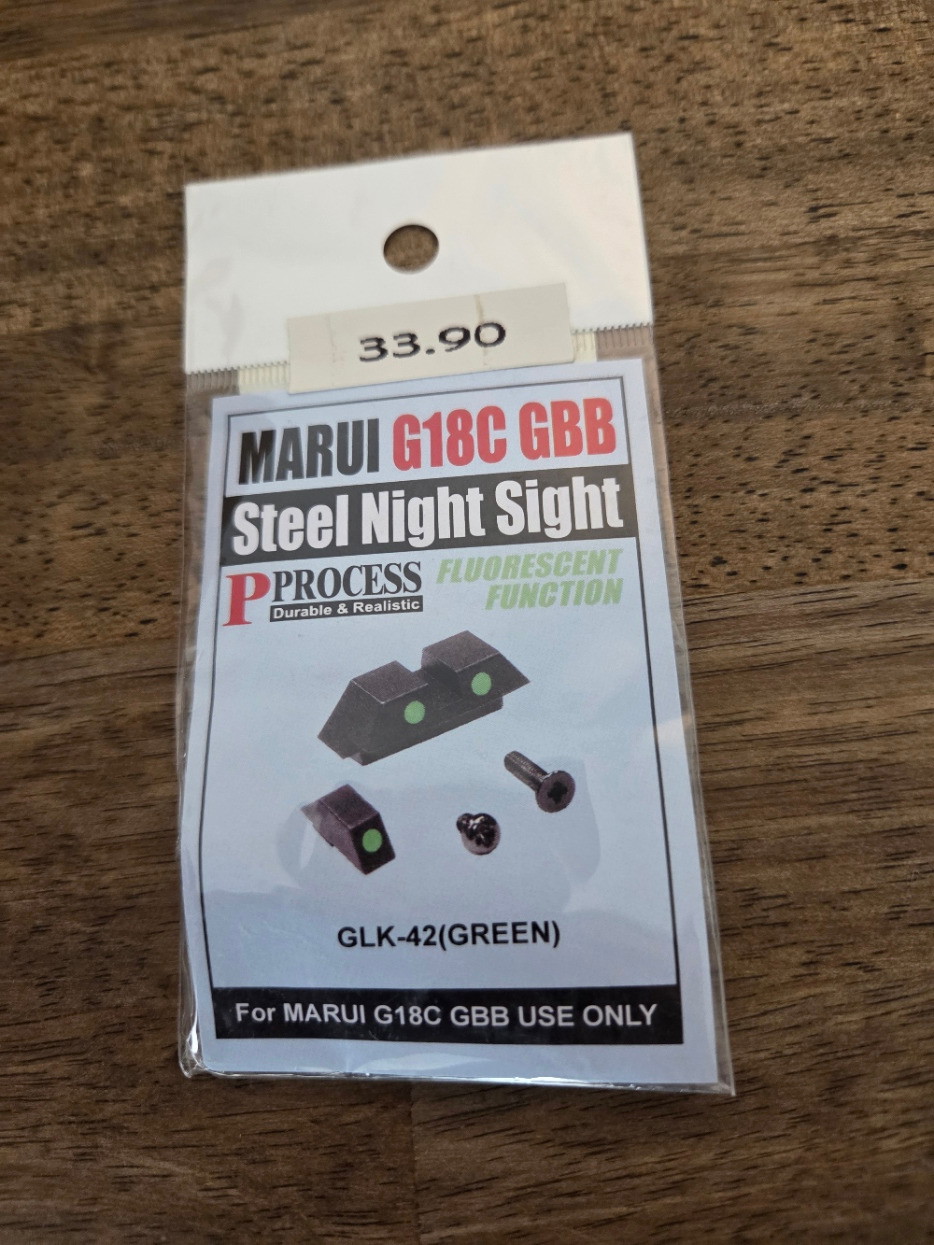 33.90
MARUI G18C GBB
Steel Night Sight
P PROCESS
Durable & Realistic
FLUORESCENT
FUNCTION
GLK-42(GREEN)
For MARUI G18C GBB USE ONLY